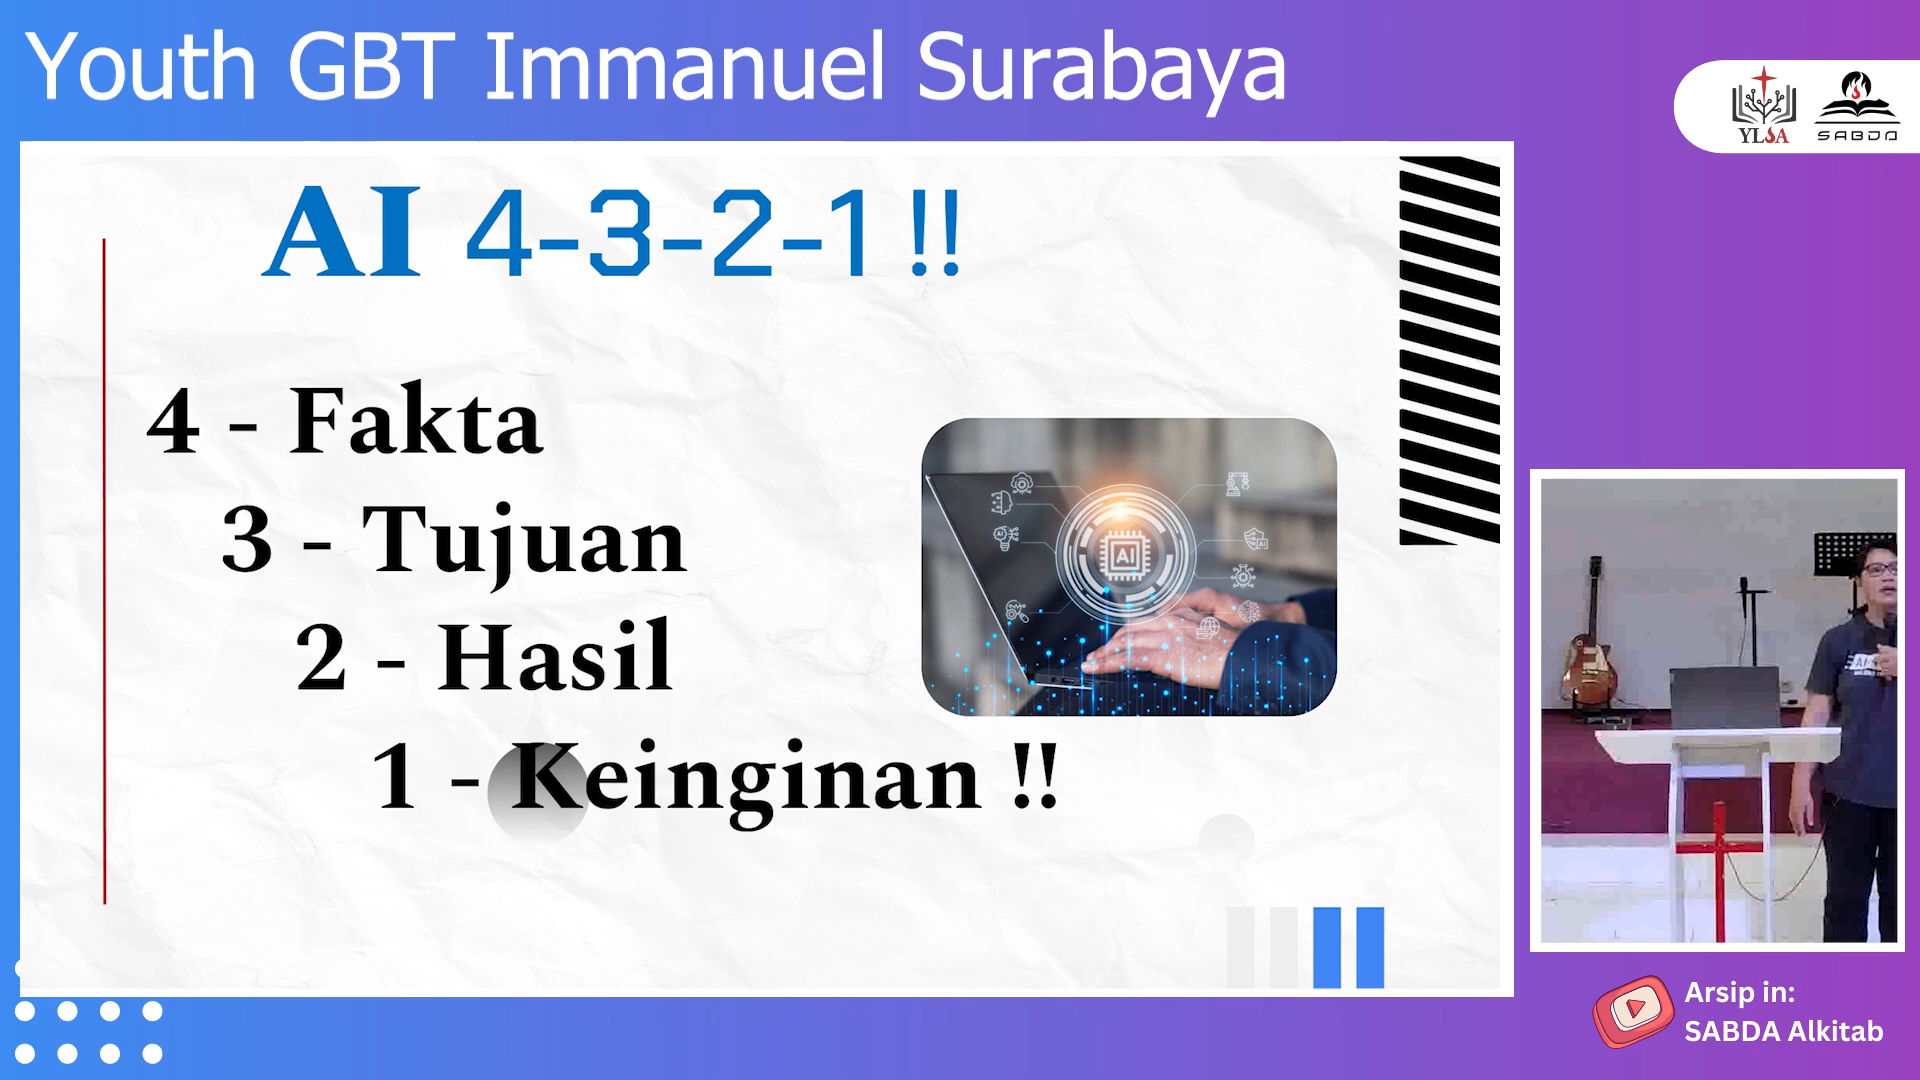 Youth GBT Immanuel Surabaya
YLSA
SABDA
AI 4-3-2-1 !!
4 - Fakta
3 - Tujuan
2 - Hasil
1 - Keinginan !!
AI
Arsip in:
SABDA Alkitab